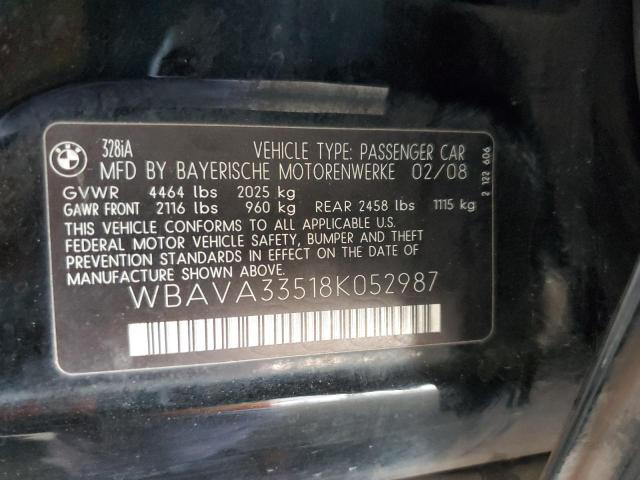 328iA VEHICLE TYPE: PASSENGER CAR
MFD BY BAYERISCHE MOTORENWERKE 02/08
GVWR 4464 lbs 2025 kg
GAWR FRONT 2116 lbs 960 kg REAR 2458 lbs 1115 kg
THIS VEHICLE CONFORMS TO ALL APPLICABLE U.S.
FEDERAL MOTOR VEHICLE SAFETY, BUMPER AND THEFT
PREVENTION STANDARDS IN EFFECT ON THE DATE OF
MANUFACTURE SHOWN ABOVE.
WBAVA33518K052987
2 122 606